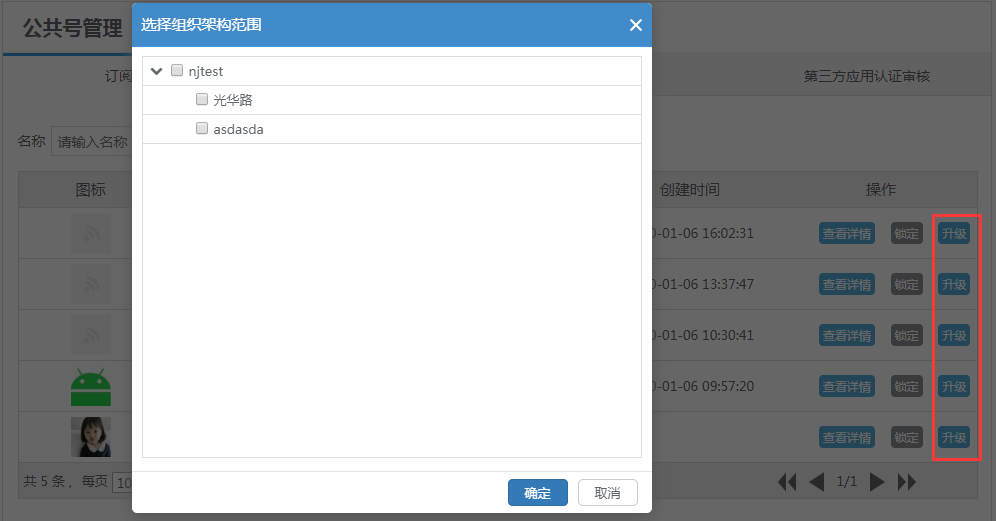 公共号管理
选择组织架构范围
订阅
第三方应用认证审核
njtest
光华路
asdasda
名称 请输入名称
图标 创建时间 操作
0-01-06 16:02:31 查看详情 锁定 升级
0-01-06 13:37:47 查看详情 锁定 升级
0-01-06 10:30:41 查看详情 锁定 升级
0-01-06 09:57:20 查看详情 锁定 升级
查看详情 锁定 升级
共 5 条，每页 10 1/1
确定 取消